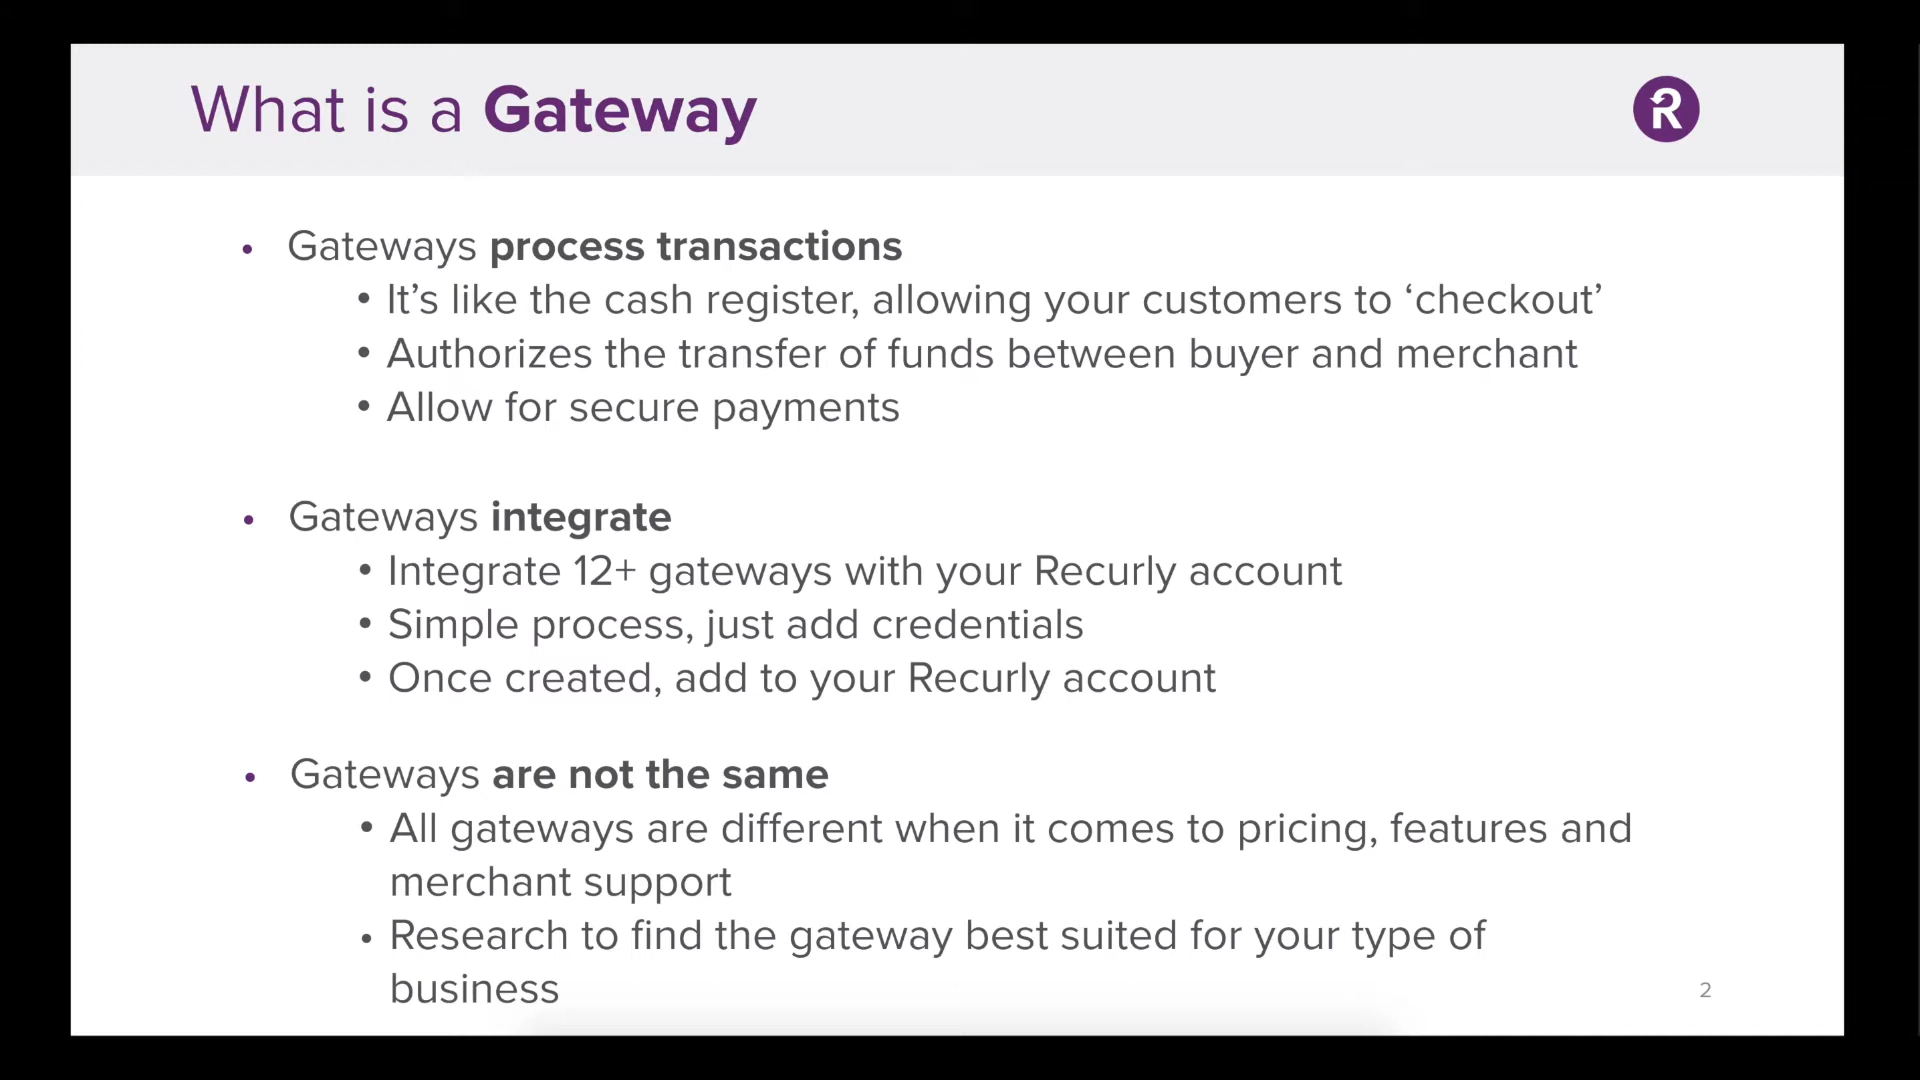 What is a Gateway
R
• Gateways process transactions
• It’s like the cash register, allowing your customers to ‘checkout’
• Authorizes the transfer of funds between buyer and merchant
• Allow for secure payments
• Gateways integrate
• Integrate 12+ gateways with your Recurly account
• Simple process, just add credentials
• Once created, add to your Recurly account
• Gateways are not the same
• All gateways are different when it comes to pricing, features and
merchant support
• Research to find the gateway best suited for your type of
business
2